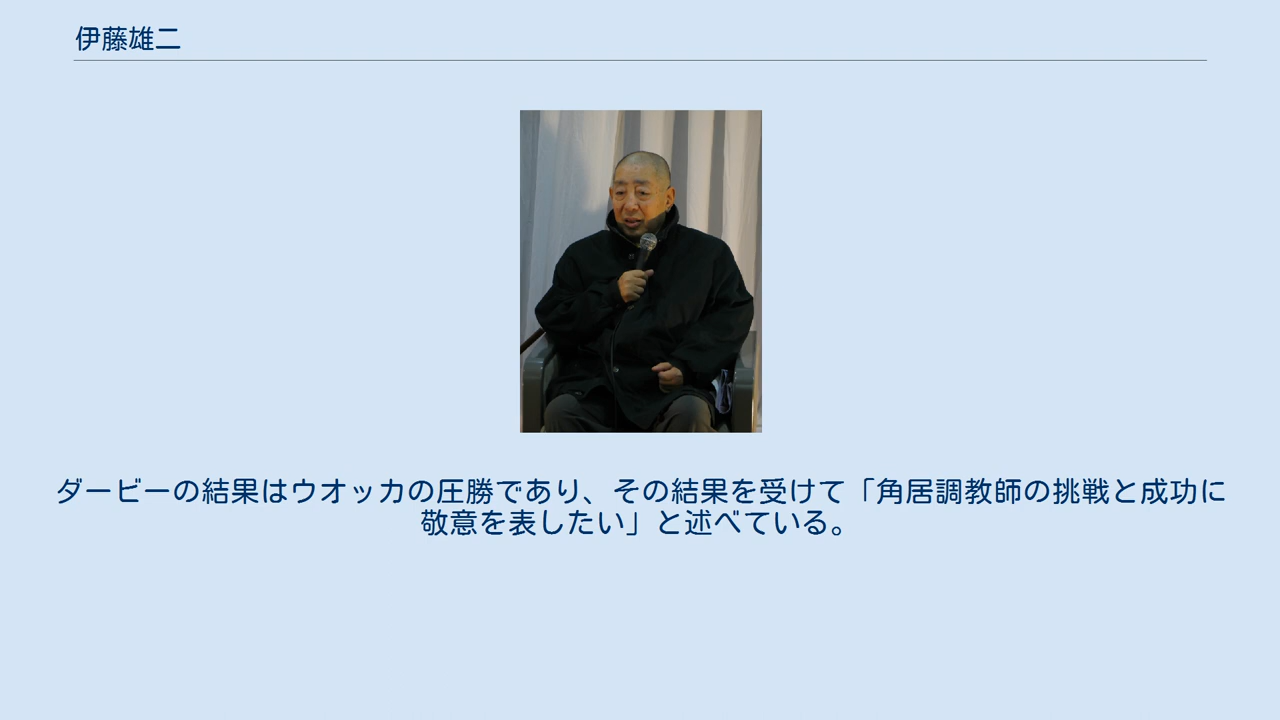 伊藤雄二
ダービーの結果はウオッカの圧勝であり、その結果を受けて「角居調教師の挑戦と成功に
敬意を表したい」と述べている。